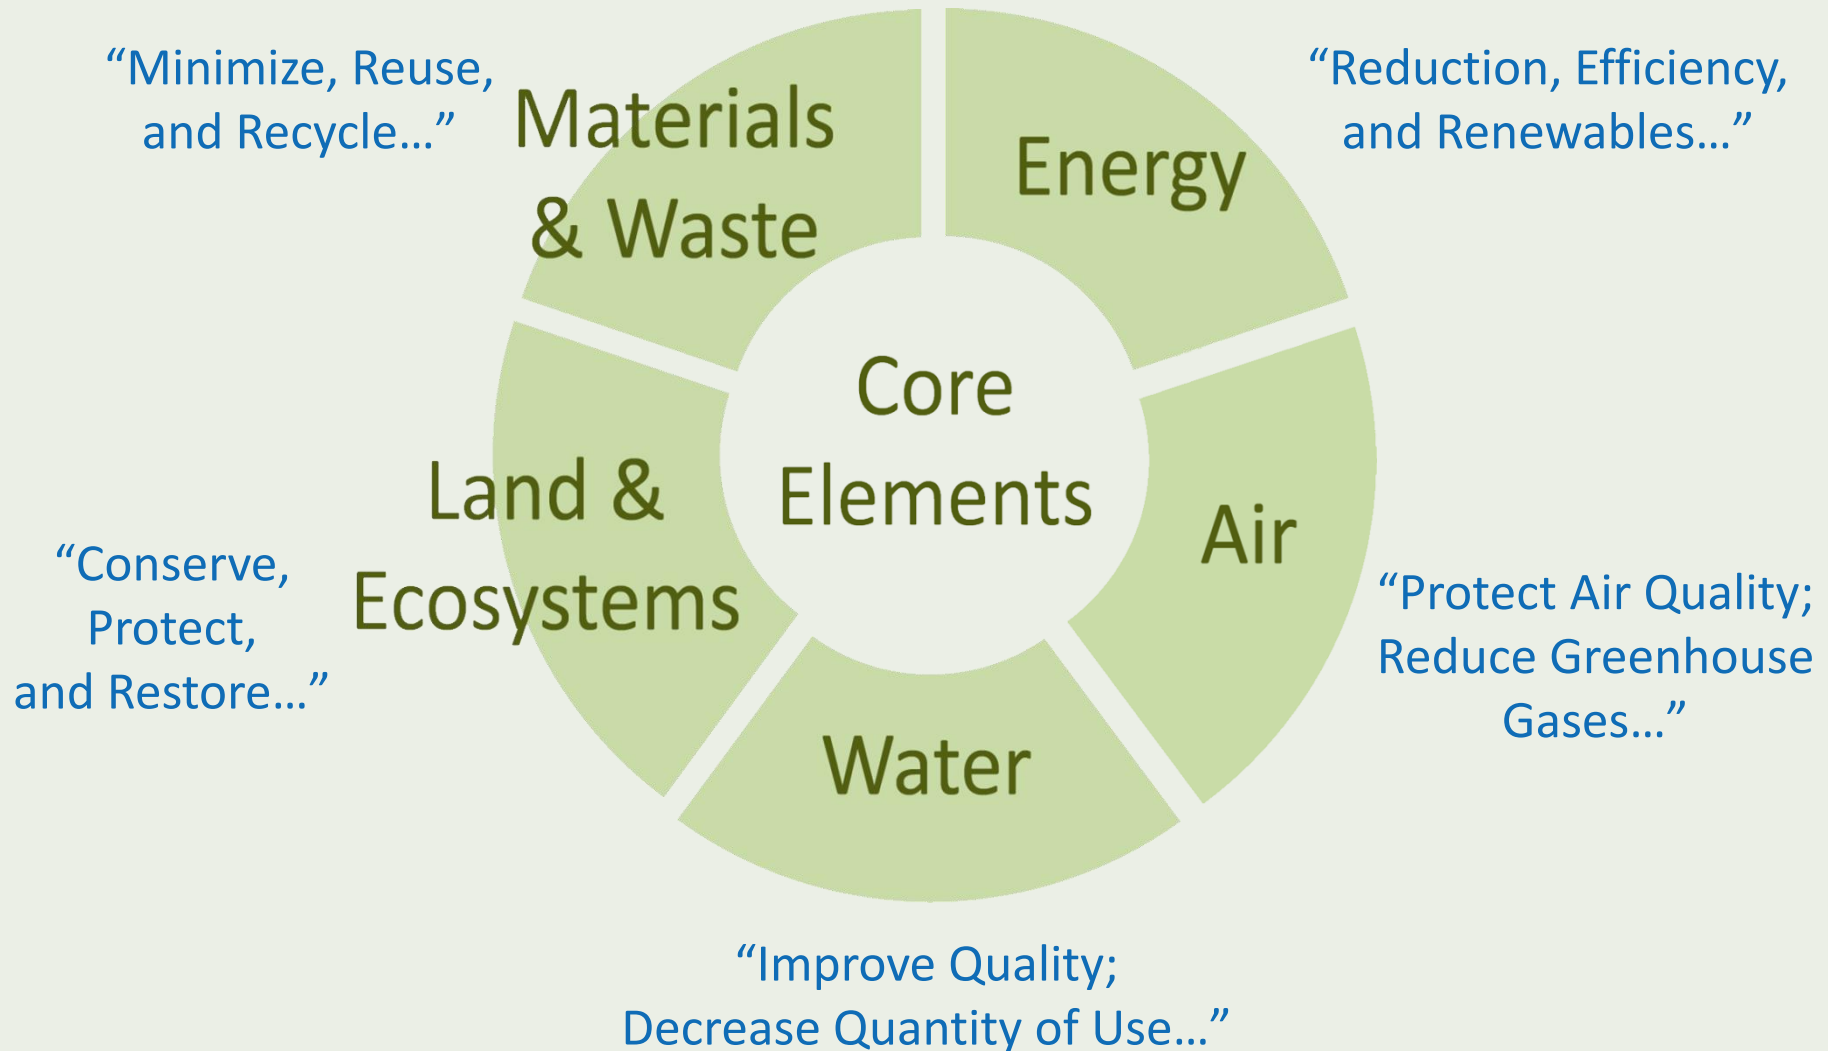 “Minimize, Reuse,
and Recycle…”
Materials
& Waste
Energy
“Reduction, Efficiency,
and Renewables…”
Core
Elements
Land &
Ecosystems
Air
“Conserve,
Protect,
and Restore…”
“Protect Air Quality;
Reduce Greenhouse
Gases…”
Water
“Improve Quality;
Decrease Quantity of Use…”